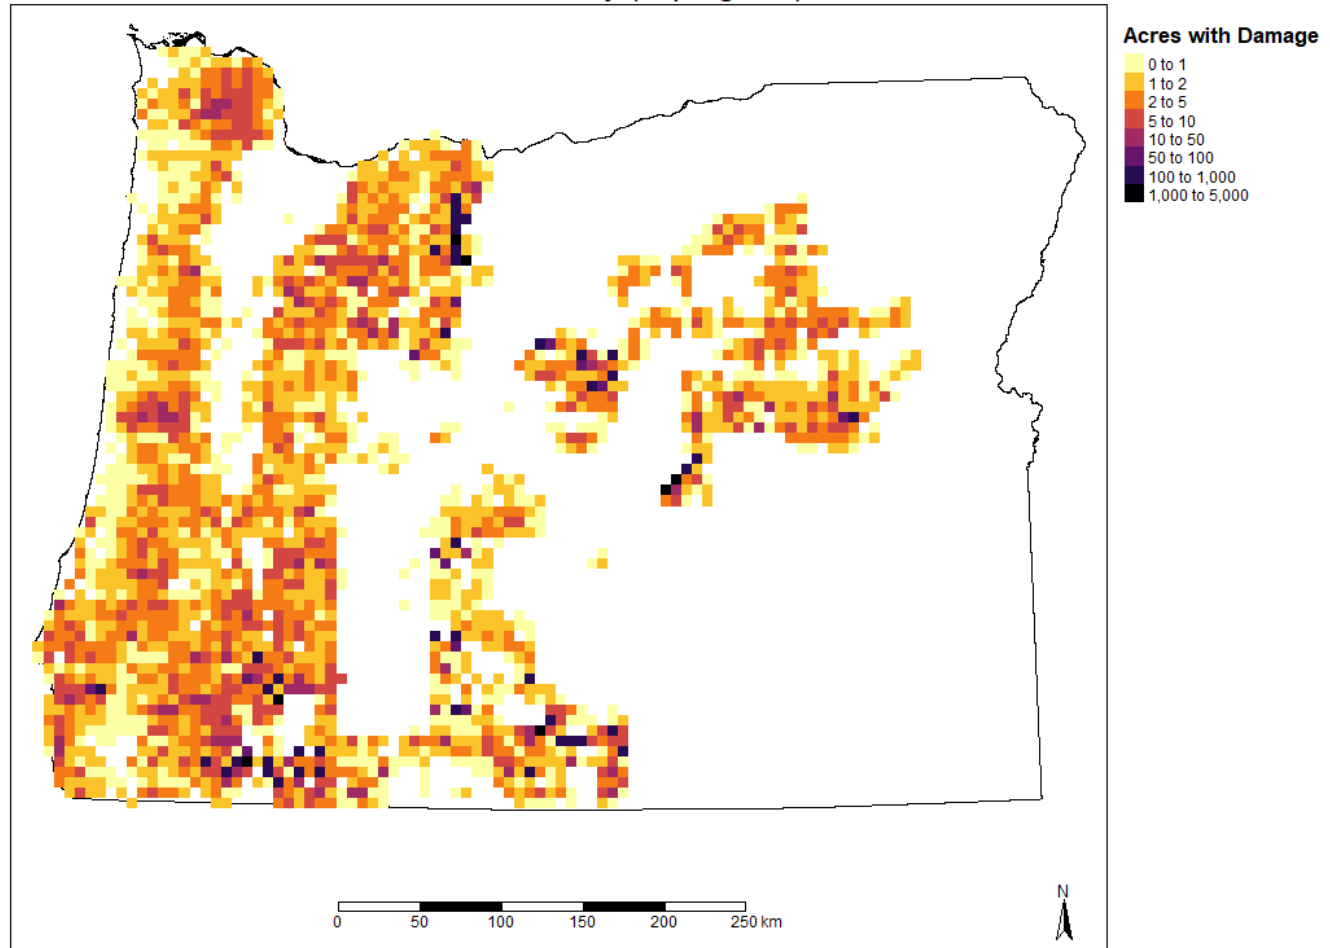 Acres with Damage
0 to 1
1 to 2
2 to 5
5 to 10
10 to 50
50 to 100
100 to 1,000
1,000 to 5,000
N
0 50 100 150 200 250 km